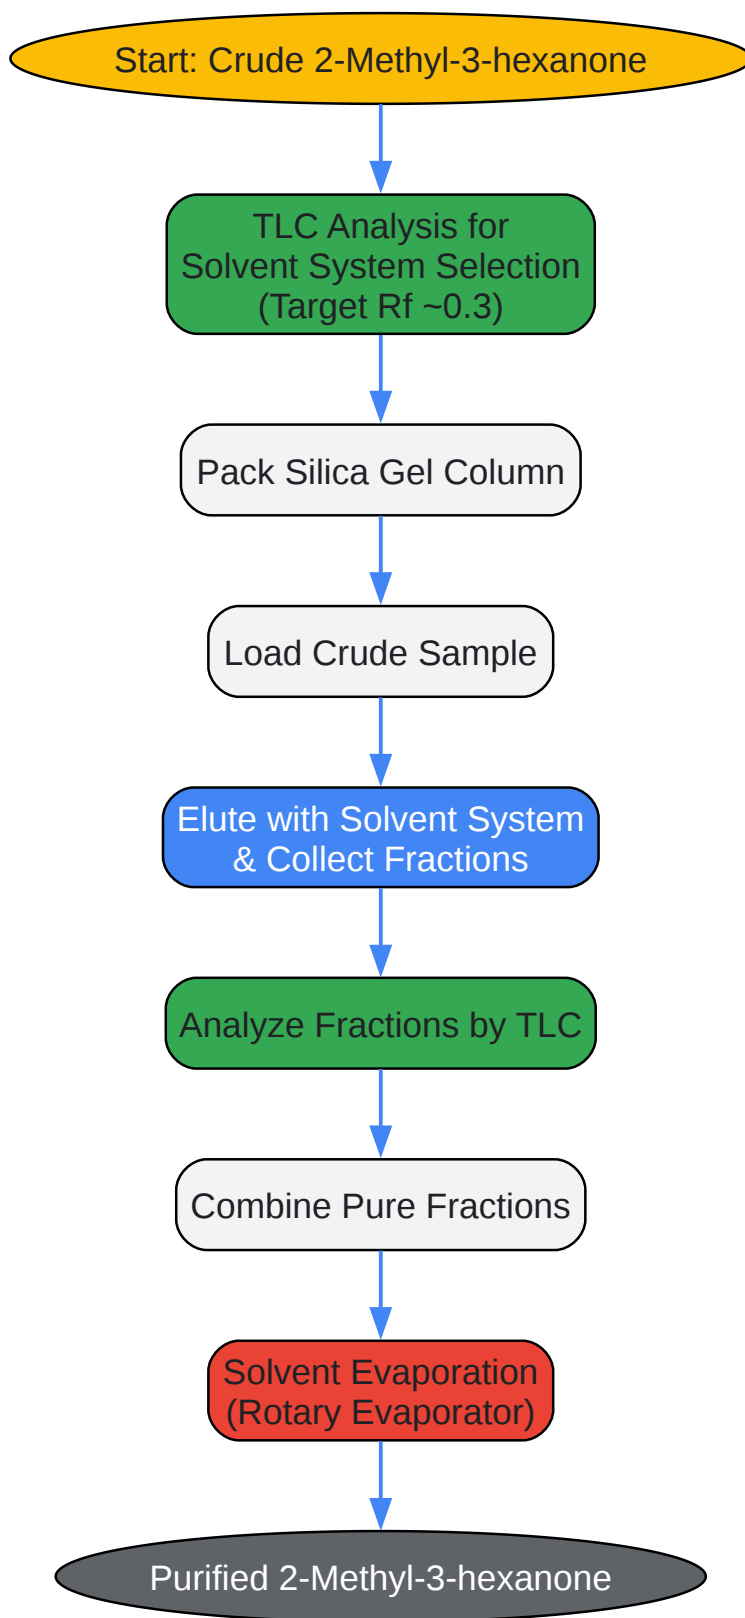 Start: Crude 2-Methyl-3-hexanone
TLC Analysis for
Solvent System Selection
(Target Rf ~0.3)
Pack Silica Gel Column
Load Crude Sample
Elute with Solvent System
& Collect Fractions
Analyze Fractions by TLC
Combine Pure Fractions
Solvent Evaporation
(Rotary Evaporator)
Purified 2-Methyl-3-hexanone